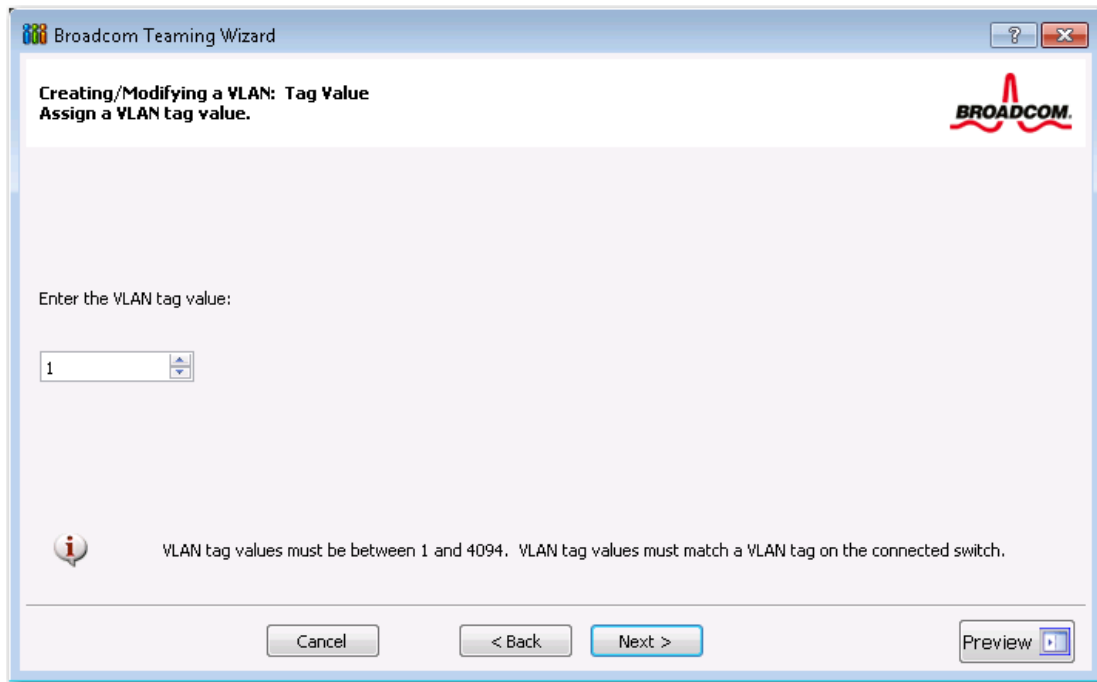 Broadcom Teaming Wizard
?
Creating/Modifying a VLAN: Tag Value
Assign a VLAN tag value.
BROADCOM.
Enter the VLAN tag value:
1
i
VLAN tag values must be between 1 and 4094. VLAN tag values must match a VLAN tag on the connected switch.
Cancel
< Back
Next >
Preview